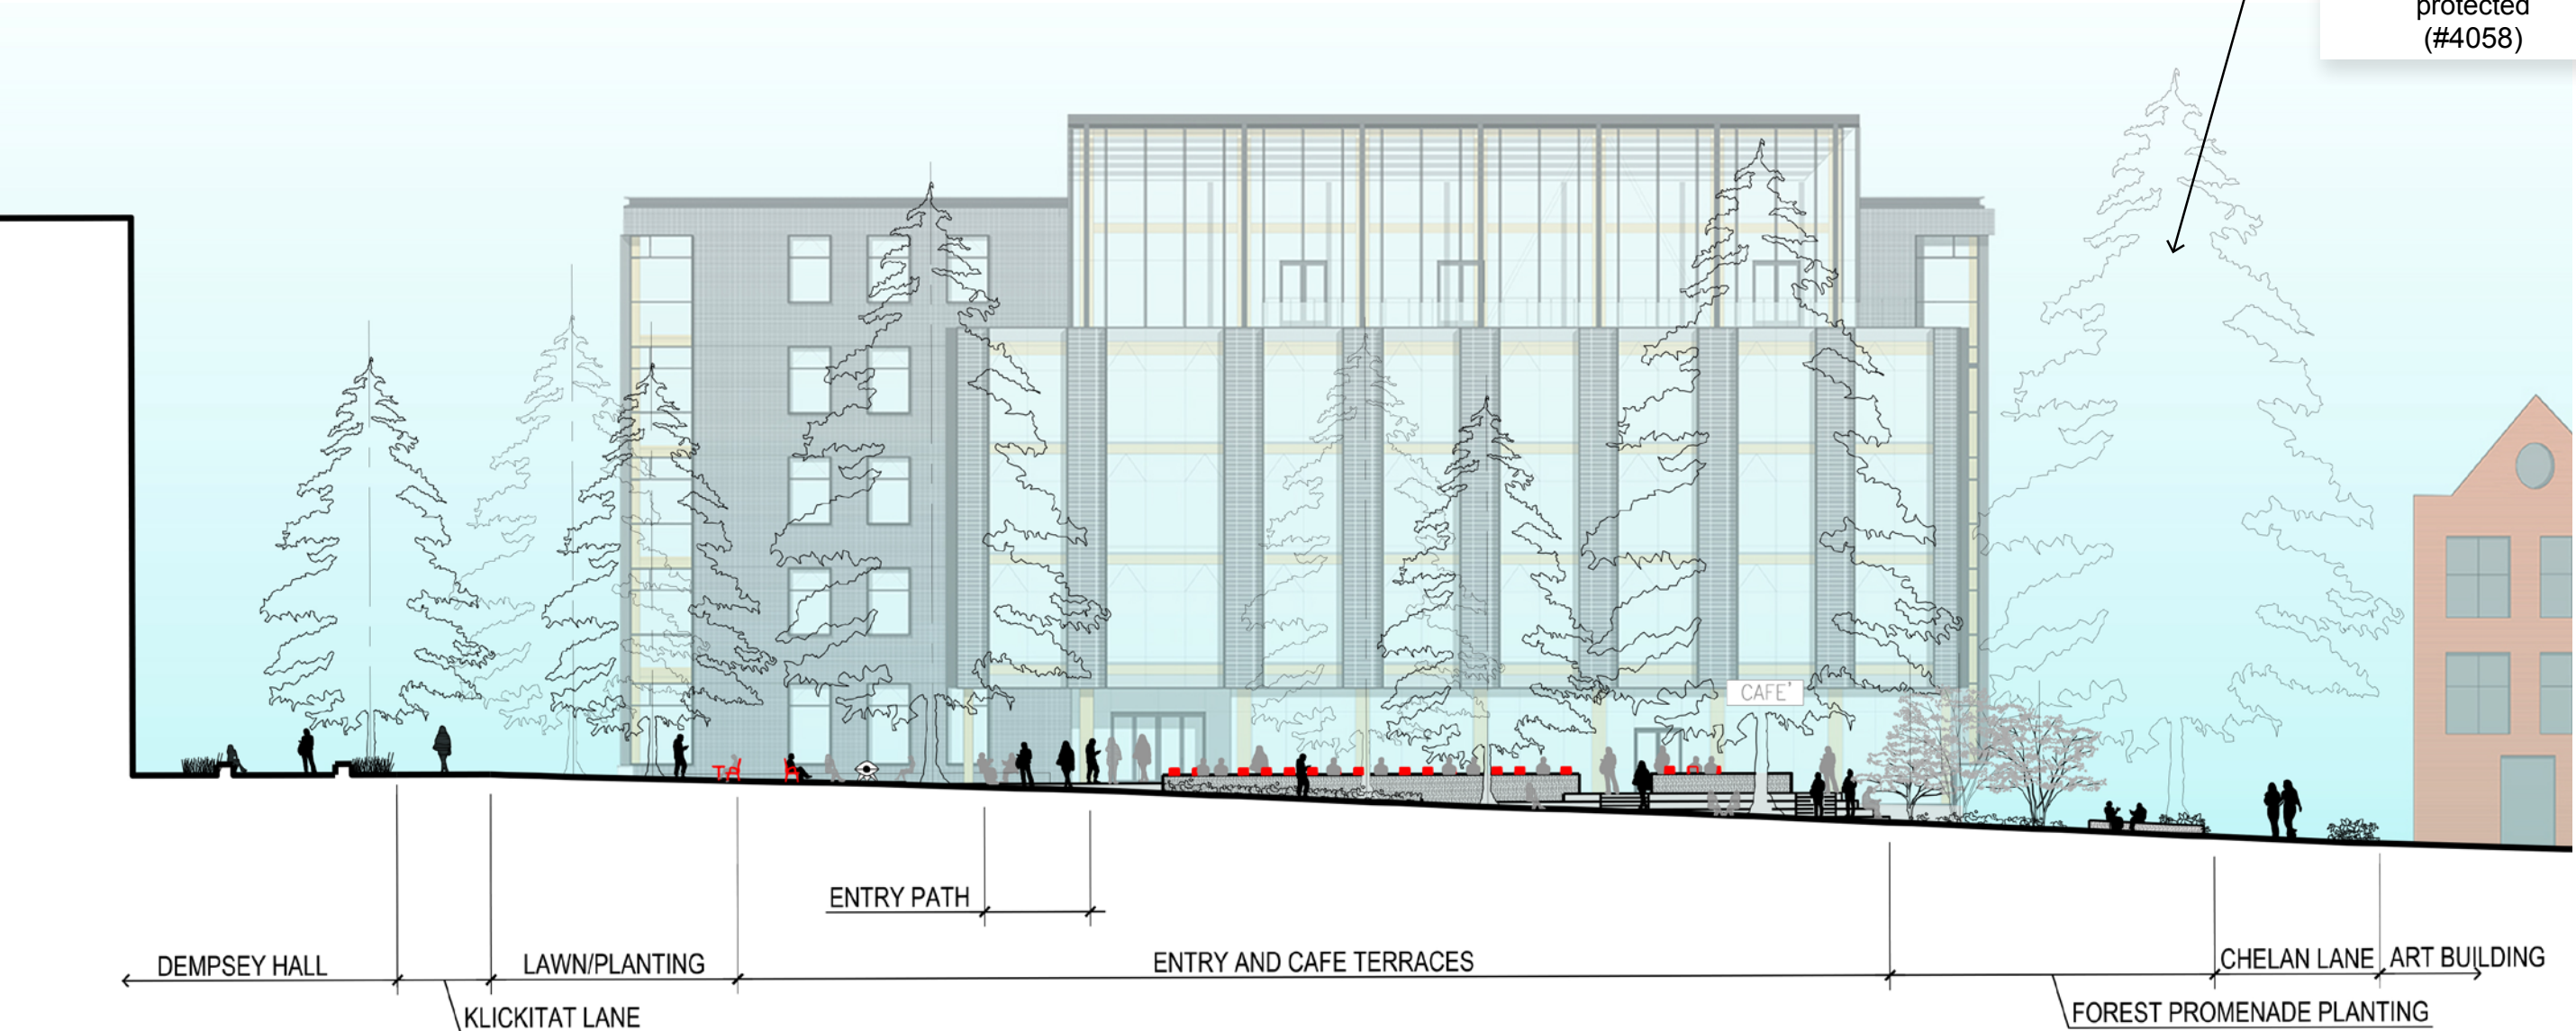 protected
(#4058)
CAFE'
ENTRY PATH
DEMPSEY HALL
LAWN/PLANTING
ENTRY AND CAFE TERRACES
CHELAN LANE
ART BUILDING
KLICKITAT LANE
FOREST PROMENADE PLANTING